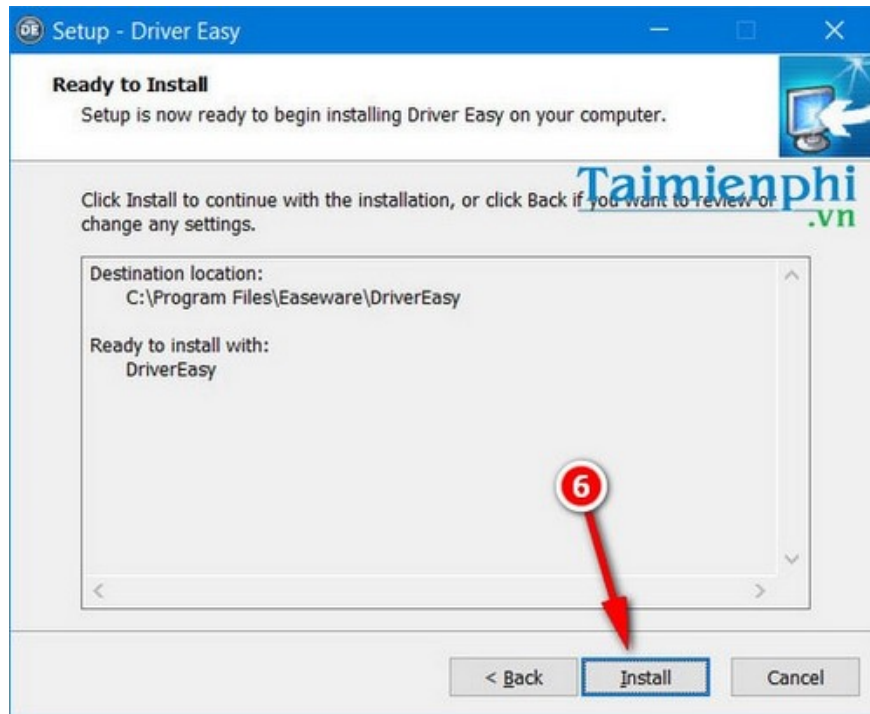 DE Setup - Driver Easy
Ready to Install
Setup is now ready to begin installing Driver Easy on your computer.
Taimienphi
.vn
Click Install to continue with the installation, or click Back if you want to review or
change any settings.
Destination location:
C:\Program Files\Easeware\DriverEasy
Ready to install with:
DriverEasy
6
< Back
Install
Cancel